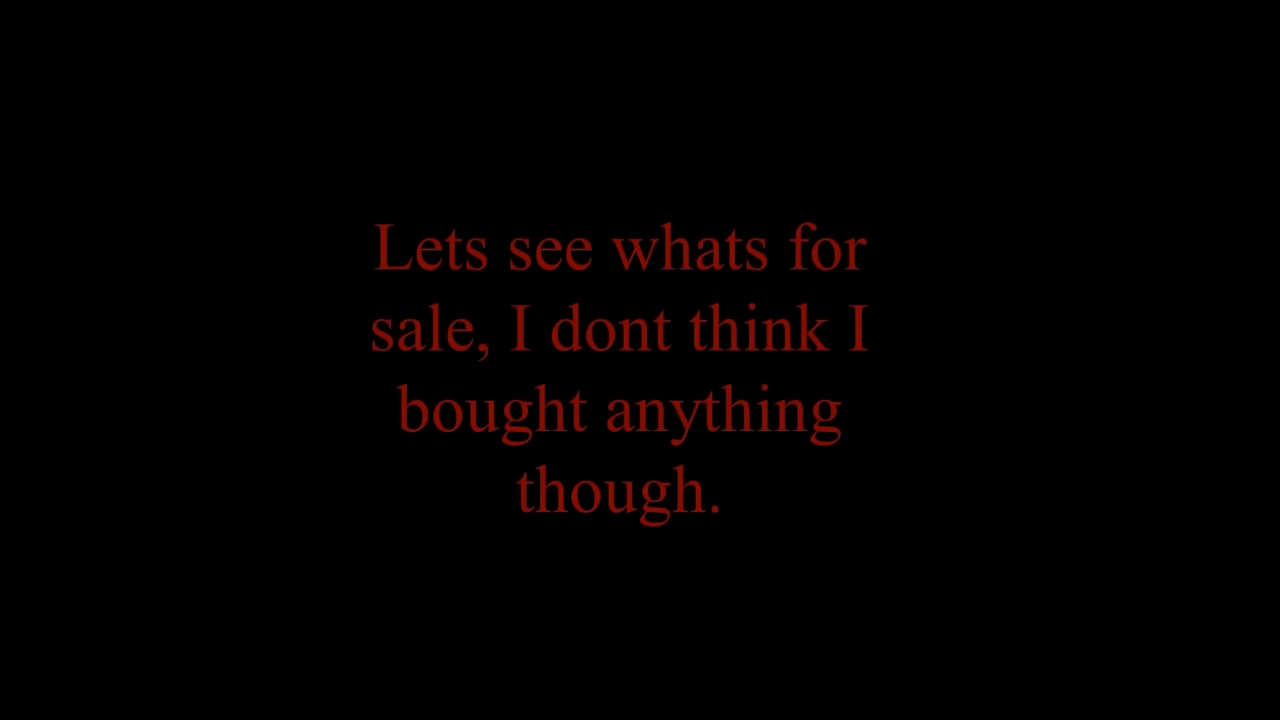 Lets see whats for
sale, I dont think I
bought anything
though.